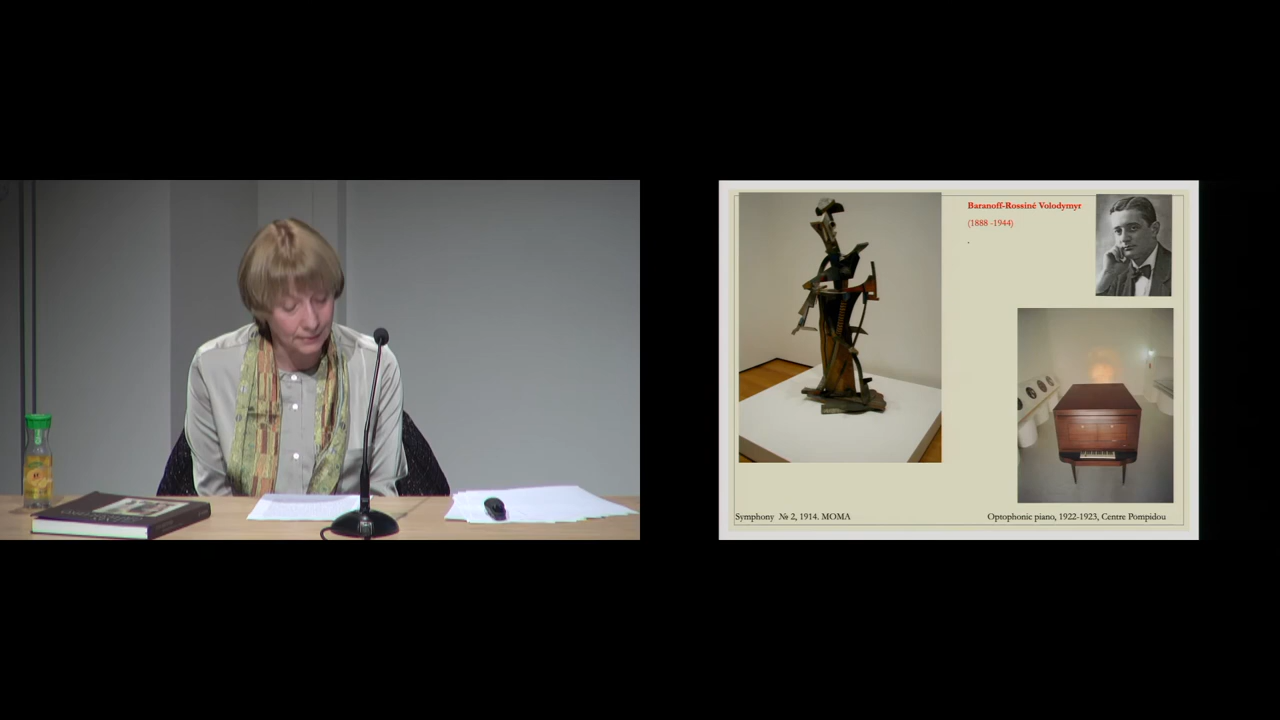 Baranoff-Rossiné Volodymyr
(1888 -1944)
.
Symphony № 2, 1914. MOMA
Optophonic piano, 1922-1923, Centre Pompidou